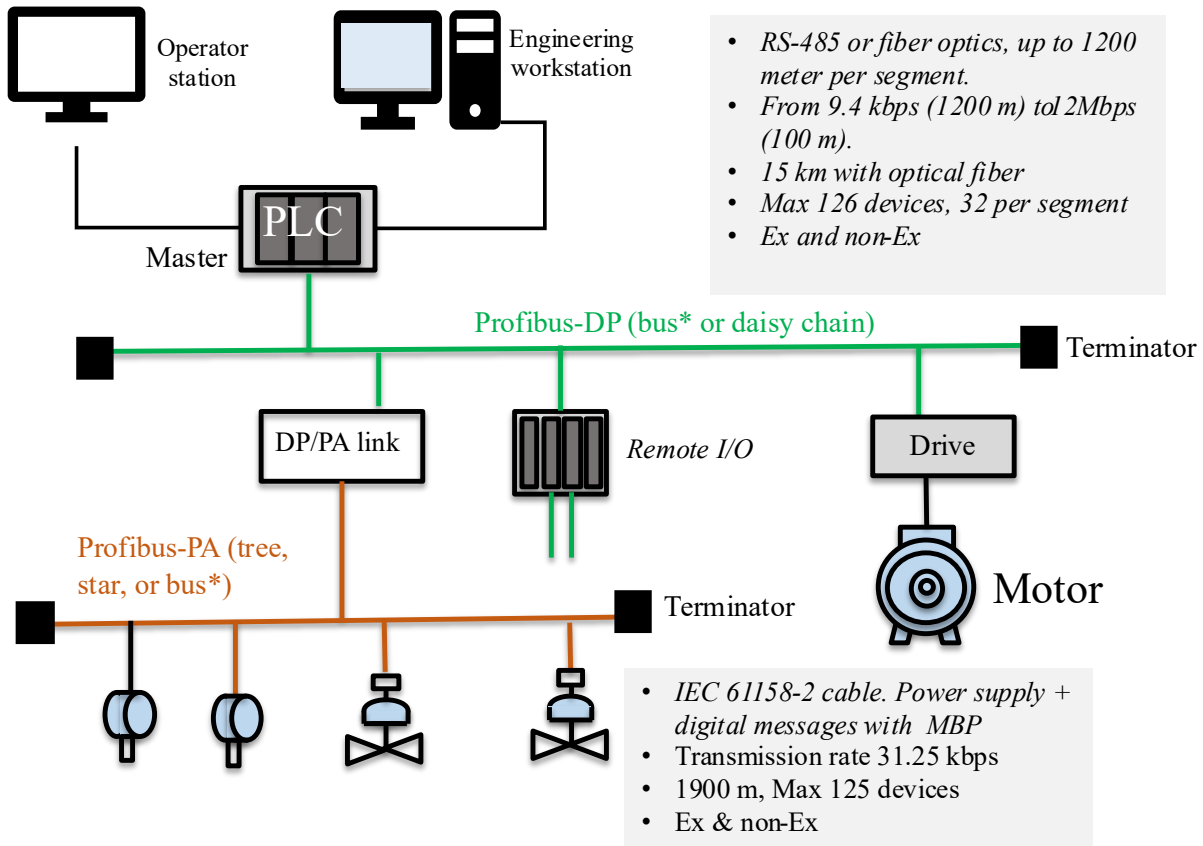 Operator
station
Engineering
workstation
• RS-485 or fiber optics, up to 1200
meter per segment.
• From 9.4 kbps (1200 m) to12Mbps
(100 m).
• 15 km with optical fiber
• Max 126 devices, 32 per segment
• Ex and non-Ex
PLC
Master
Profibus-DP (bus* or daisy chain)
Terminator
DP/PA link
Remote I/O
Drive
Profibus-PA (tree,
star, or bus*)
Terminator
Motor
• IEC 61158-2 cable. Power supply +
digital messages with MBP
• Transmission rate 31.25 kbps
• 1900 m, Max 125 devices
• Ex & non-Ex